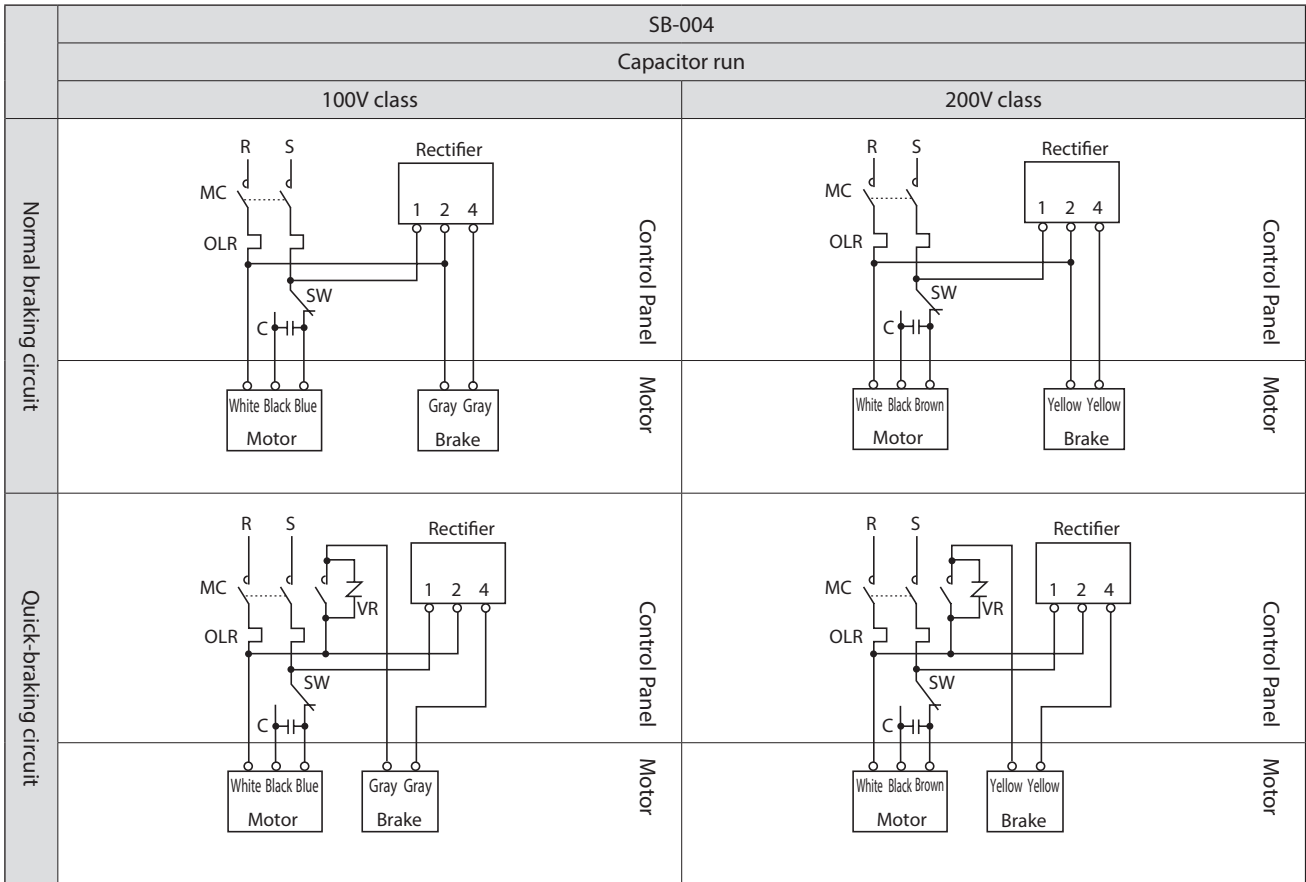 SB-004
Capacitor run
100V class
200V class
Normal braking circuit
R S
Rectifier
MC
1 2 4
OLR
SW
C
Control Panel
White Black Blue
Motor
Gray Gray
Brake
Motor
R S
Rectifier
MC
1 2 4
OLR
SW
C
Control Panel
White Black Brown
Motor
Yellow Yellow
Brake
Motor
Quick-braking circuit
R S
Rectifier
MC
1 2 4
VR
OLR
SW
C
Control Panel
White Black Blue
Motor
Gray Gray
Brake
Motor
R S
Rectifier
MC
1 2 4
VR
OLR
SW
C
Control Panel
White Black Brown
Motor
Yellow Yellow
Brake
Motor